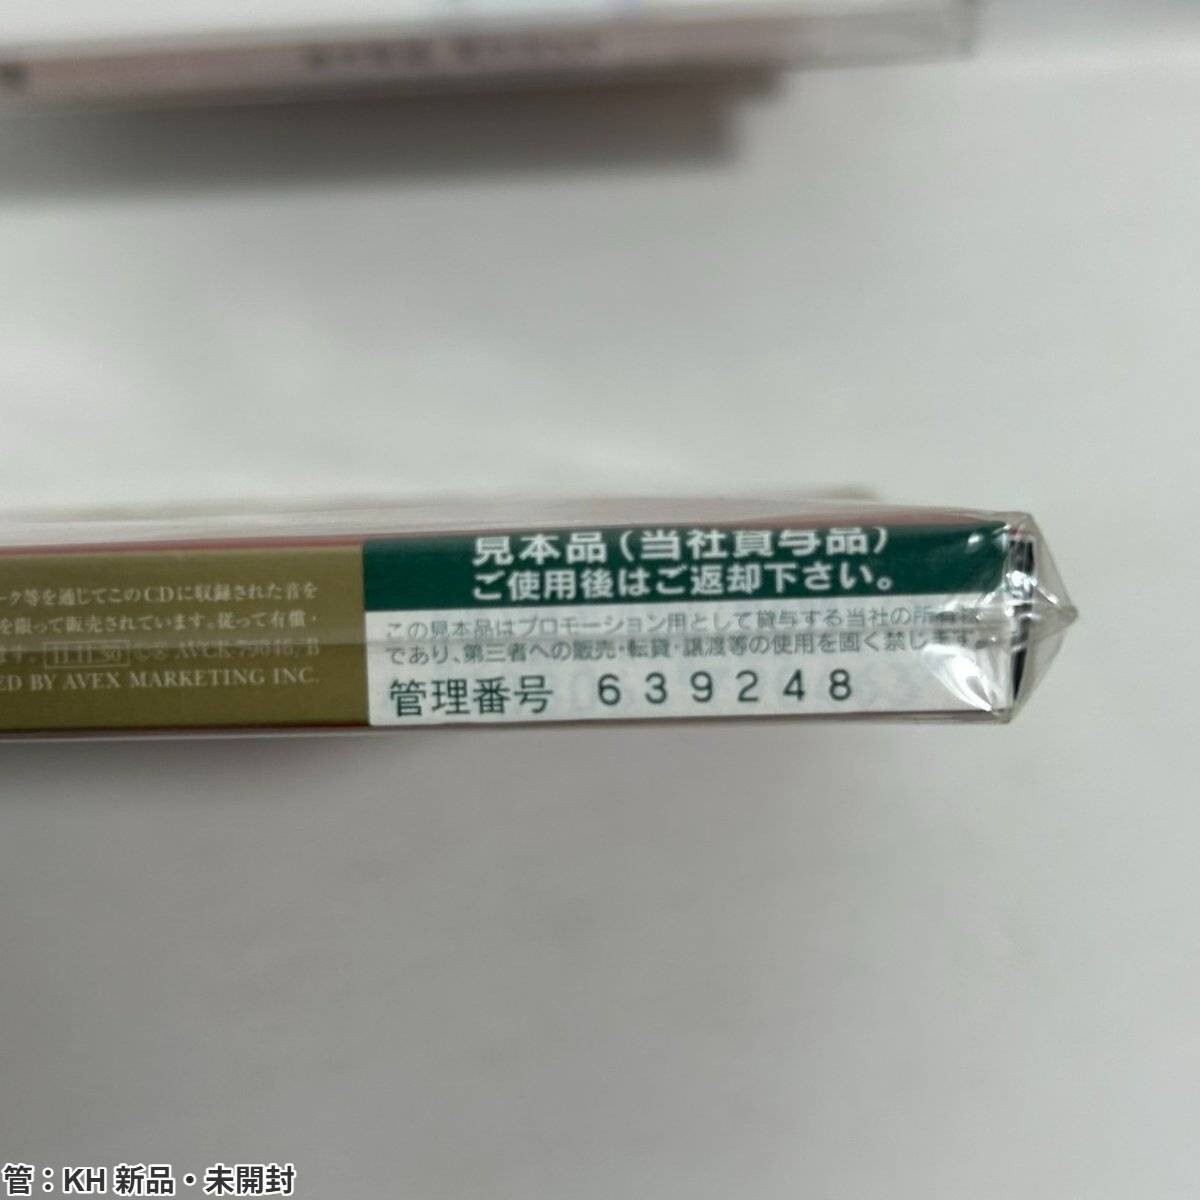 見本品（当社貸与品）
ご使用後はご返却下さい。
この見本品はプロモーション用として貸与する当社の所有
であり、第三者への販売・転貸・譲渡等の使用を固く禁じます。
管理番号 639248
ーク等を通じてこのCDに収録された音を
を限って販売されています。従って有償・
ます。 11.11.30 ©℗ AVCK-79046/B
ED BY AVEX MARKETING INC.
管：KH 新品・未開封